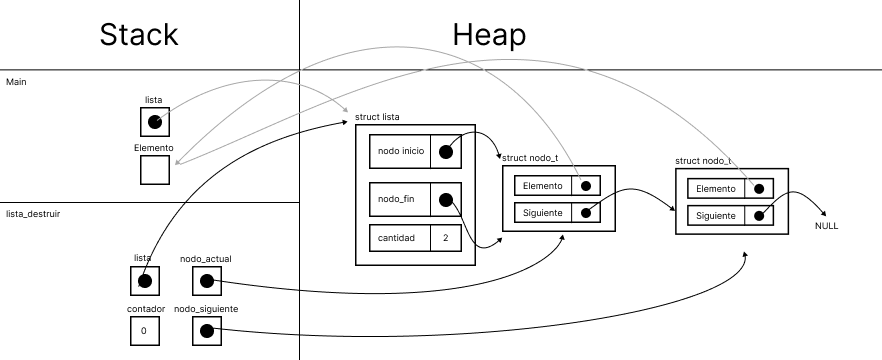 Stack
Heap
Main
lista
Elemento
struct lista
nodo inicio
struct nodo_t
struct nodo_t
Elemento
Elemento
nodo_fin
Siguiente
Siguiente
lista_destruir
NULL
cantidad
2
lista
nodo_actual
contador
nodo_siguiente
0